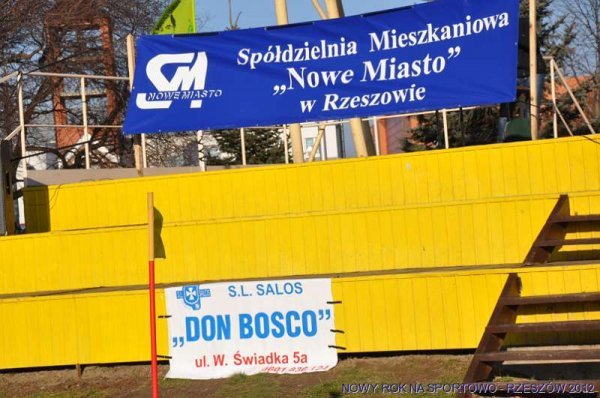 Spółdzielnia Mieszkaniowa
„Nowe Miasto”
w Rzeszowie
SM
NOWE MIASTO
S.L. SALOS
„DON BOSCO”
ul. W. Świadka 5a
NOWY ROK NA SPORTOWO - RZESZÓW 2012